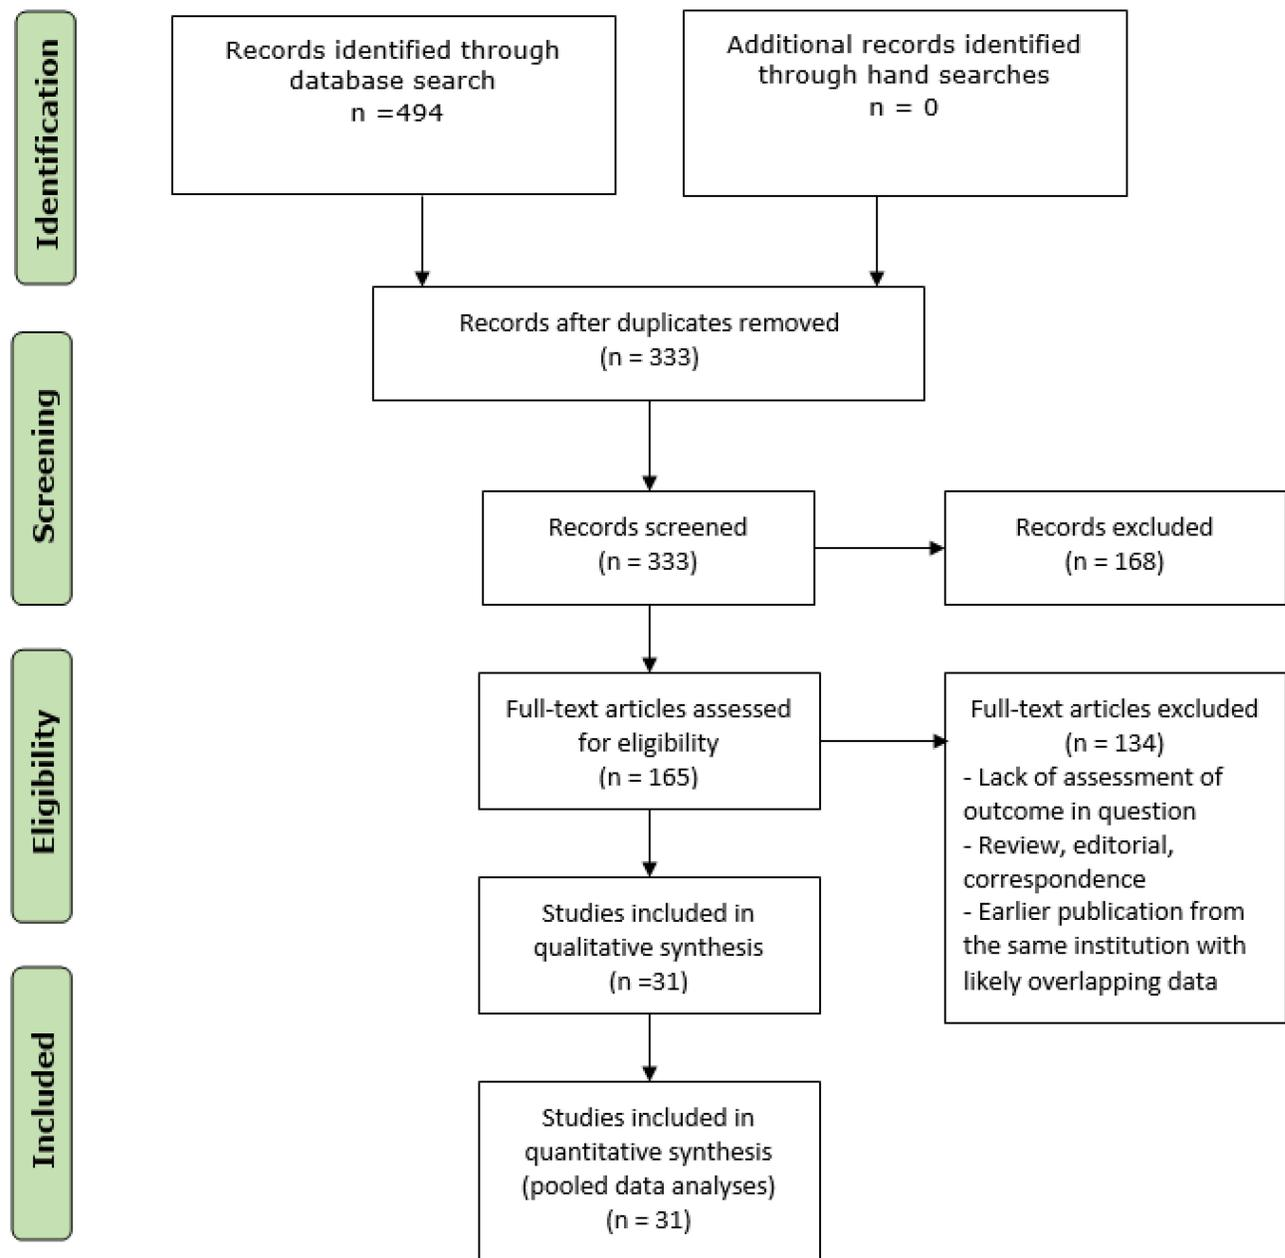 Identification
Records identified through
database search
n =494
Additional records identified
through hand searches
n = 0
Records after duplicates removed
(n = 333)
Screening
Records screened
(n = 333)
Records excluded
(n = 168)
Eligibility
Full-text articles assessed
for eligibility
(n = 165)
Full-text articles excluded
(n = 134)
- Lack of assessment of
outcome in question
- Review, editorial,
correspondence
- Earlier publication from
the same institution with
likely overlapping data
Studies included in
qualitative synthesis
(n =31)
Included
Studies included in
quantitative synthesis
(pooled data analyses)
(n = 31)